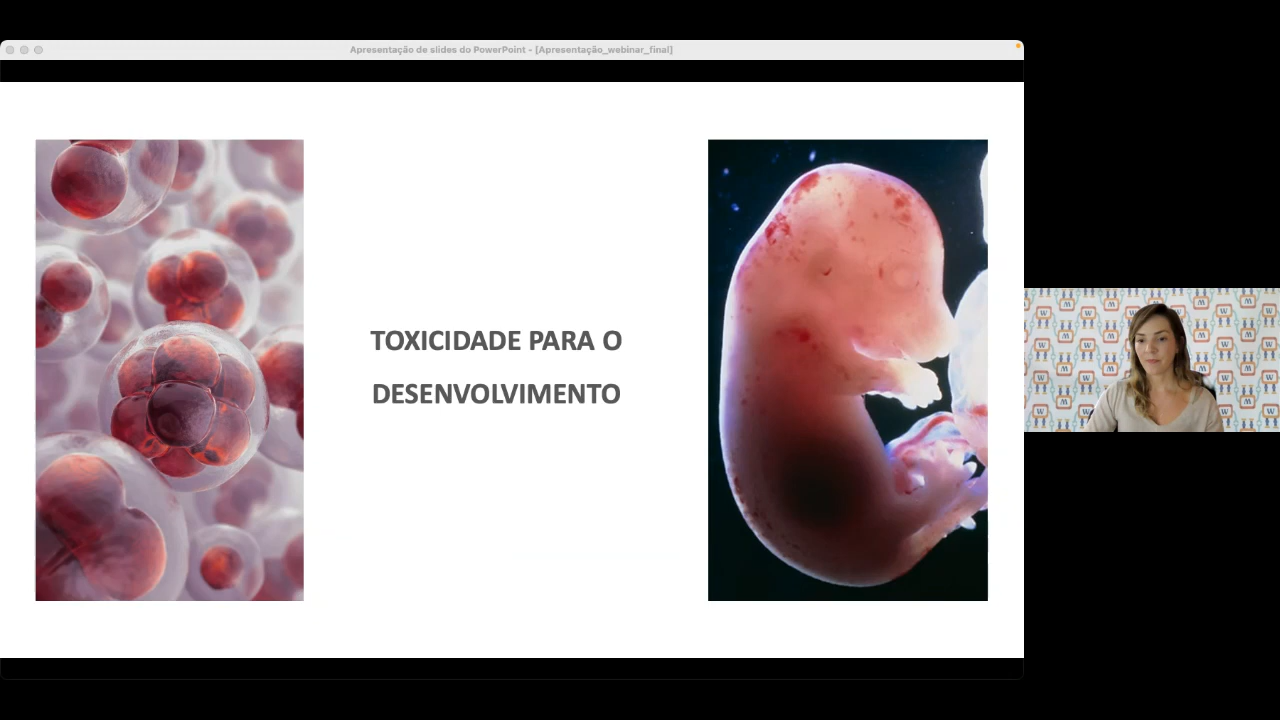 Apresentação de slides do PowerPoint - [Apresentação_webinar_final]
TOXICIDADE PARA O
DESENVOLVIMENTO